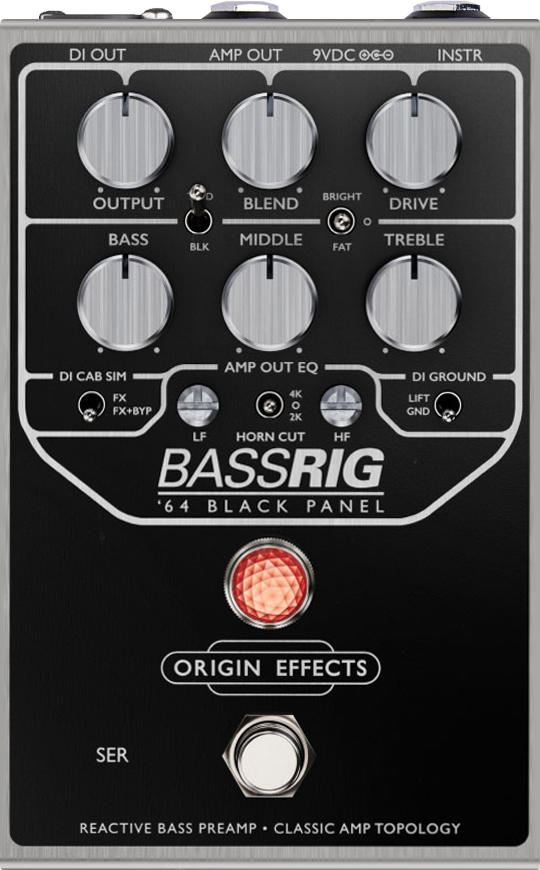 DI OUT AMP OUT 9VDC INSTR
OUTPUT BLEND DRIVE
BRIGHT
BLK FAT
BASS MIDDLE TREBLE
AMP OUT EQ
DI CAB SIM DI GROUND
FX
FX+BYP
4K
O
2K
LIFT
GND
LF HORN CUT HF
BASSRIG
'64 BLACK PANEL
ORIGIN EFFECTS
SER
REACTIVE BASS PREAMP • CLASSIC AMP TOPOLOGY